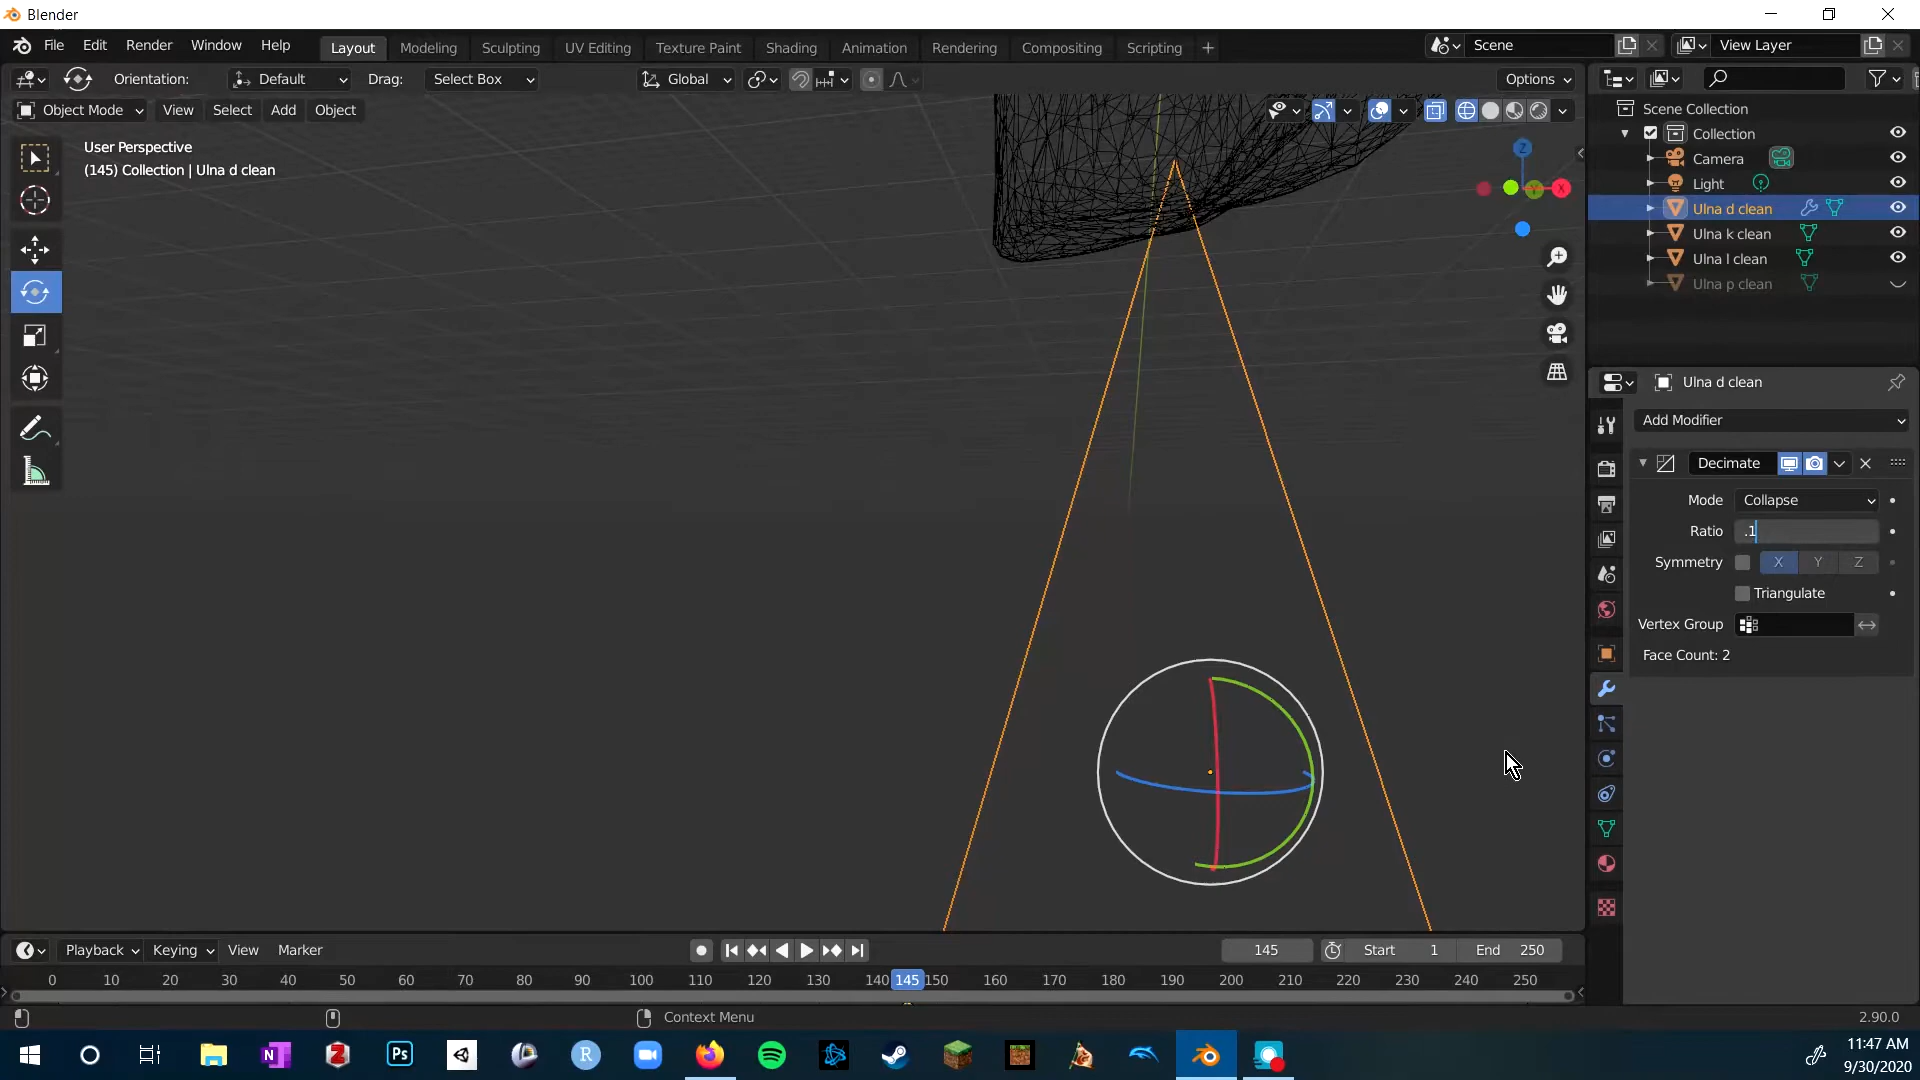 Blender
File Edit Render Window Help Layout Modeling Sculpting UV Editing Texture Paint Shading Animation Rendering Compositing Scripting + Scene View Layer
Orientation: Default Drag: Select Box Global Options
Object Mode View Select Add Object
User Perspective
(145) Collection | Ulna d clean
Z
X
Scene Collection
Collection
Camera
Light
Ulna d clean
Ulna k clean
Ulna l clean
Ulna p clean
Ulna d clean
Add Modifier
Decimate
Mode Collapse
Ratio .1
Symmetry X Y Z
Triangulate
Vertex Group
Face Count: 2
Playback Keying View Marker 145 Start 1 End 250
0 10 20 30 40 50 60 70 80 90 100 110 120 130 140 145 150 160 170 180 190 200 210 220 230 240 250
Context Menu 2.90.0
N Z Ps R
11:47 AM
9/30/2020